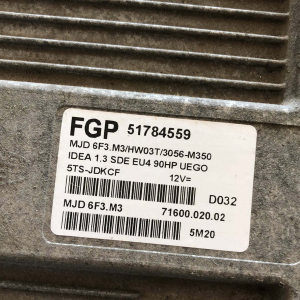 FGP 51784559
MJD 6F3.M3/HW03T/3056-M350
IDEA 1.3 SDE EU4 90HP UEGO
5TS-JDKCF 12V=
D032
MJD 6F3.M3 71600.020.02
5M20